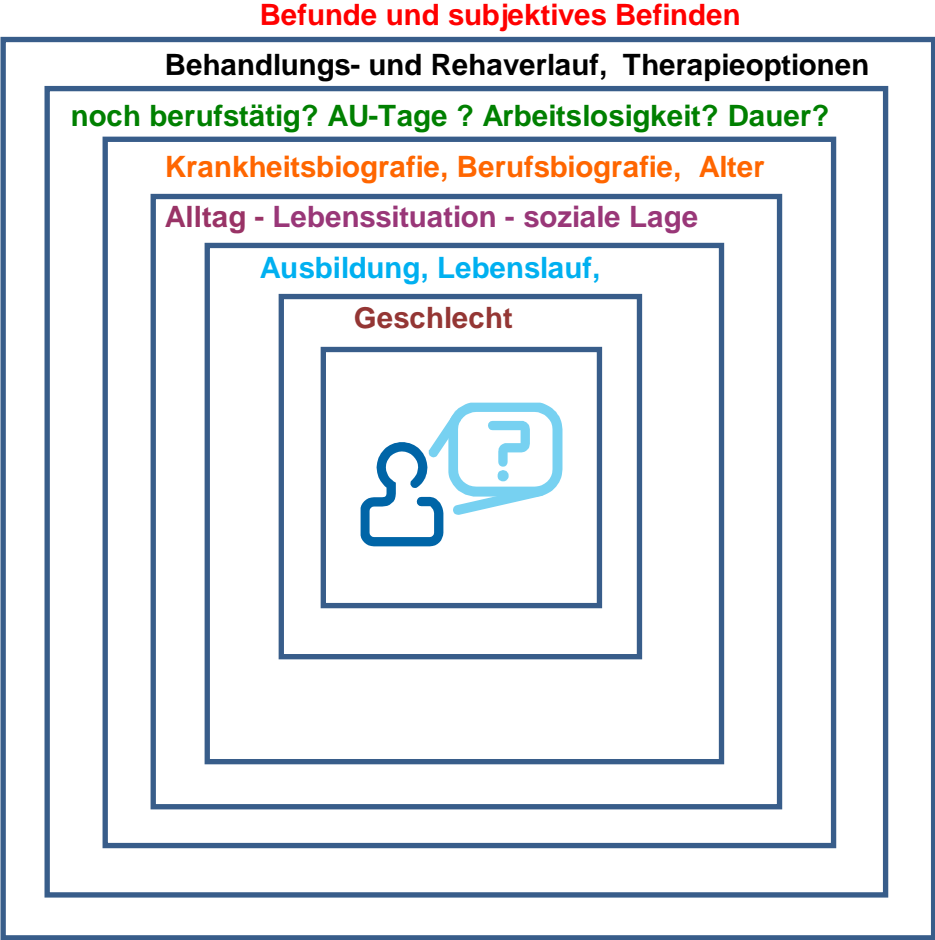 Befunde und subjektives Befinden
Behandlungs- und Rehaverlauf, Therapieoptionen
noch berufstätig? AU-Tage ? Arbeitslosigkeit? Dauer?
Krankheitsbiografie, Berufsbiografie, Alter
Alltag - Lebenssituation - soziale Lage
Ausbildung, Lebenslauf,
Geschlecht
?